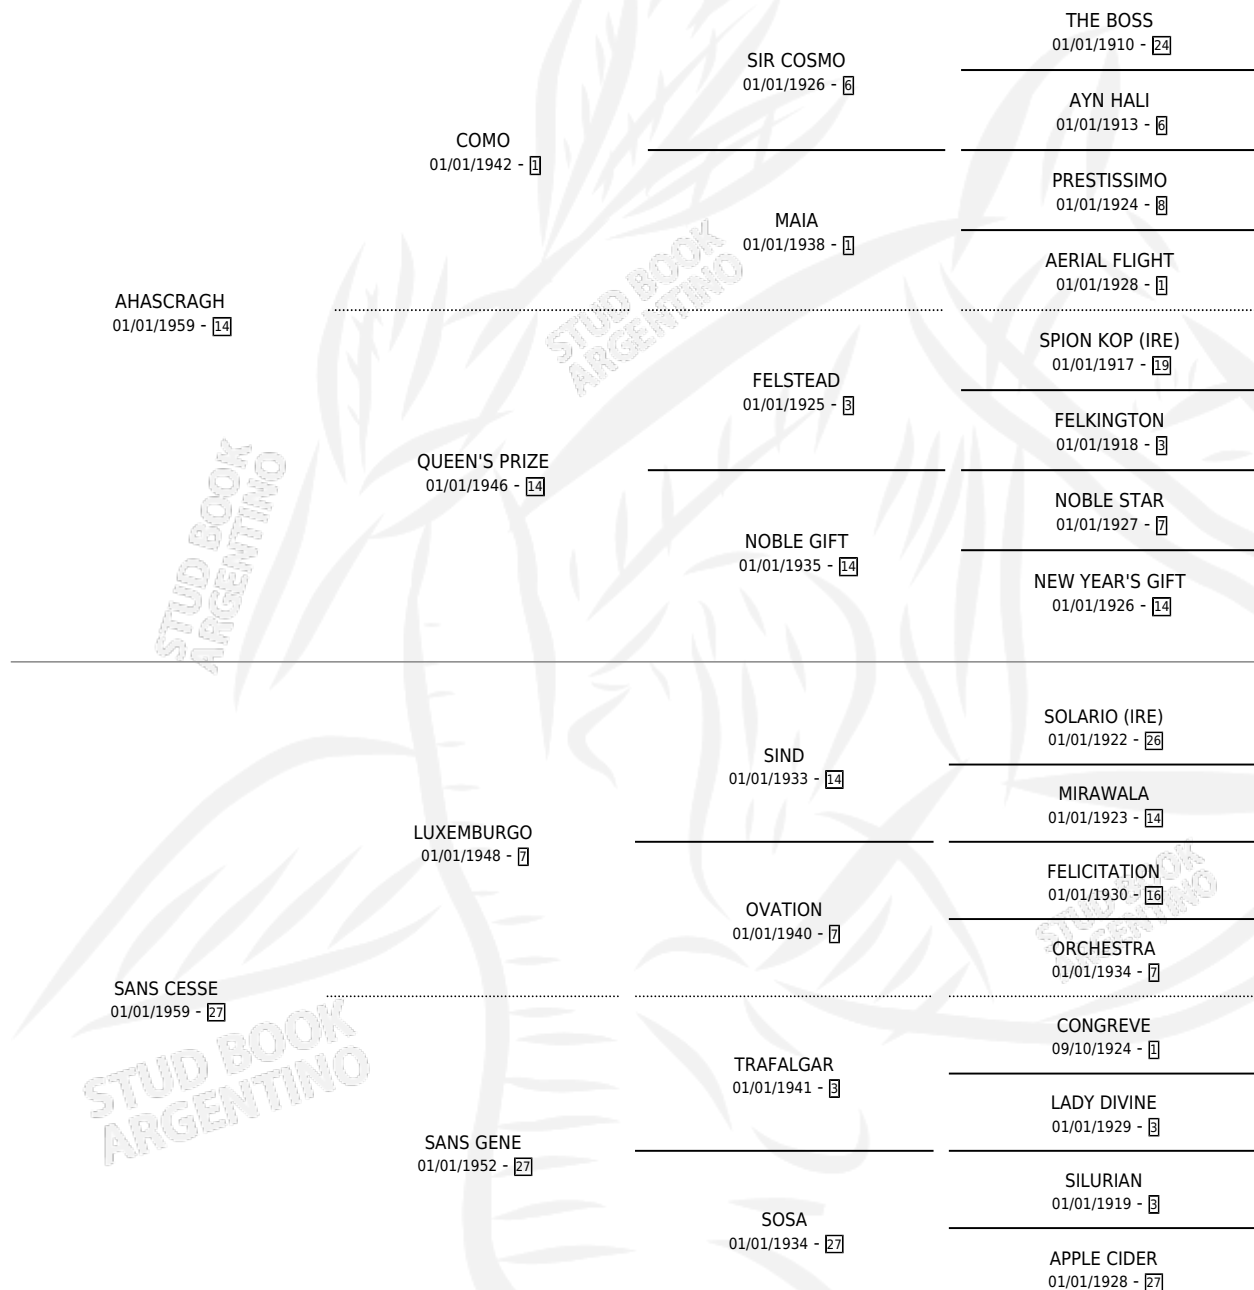 THE BOSS
01/01/1910 - 24
SIR COSMO
01/01/1926 - 6
AYN HALI
01/01/1913 - 6
COMO
01/01/1942 - 1
PRESTISSIMO
01/01/1924 - 8
MAIA
01/01/1938 - 1
AERIAL FLIGHT
01/01/1928 - 1
AHASCRAGH
01/01/1959 - 14
SPION KOP (IRE)
01/01/1917 - 19
FELSTEAD
01/01/1925 - 3
FELKINGTON
01/01/1918 - 3
QUEEN'S PRIZE
01/01/1946 - 14
NOBLE STAR
01/01/1927 - 7
NOBLE GIFT
01/01/1935 - 14
NEW YEAR'S GIFT
01/01/1926 - 14
SOLARIO (IRE)
01/01/1922 - 26
SIND
01/01/1933 - 14
MIRAWALA
01/01/1923 - 14
LUXEMBURGO
01/01/1948 - 7
FELICITATION
01/01/1930 - 16
OVATION
01/01/1940 - 7
ORCHESTRA
01/01/1934 - 7
SANS CESSE
01/01/1959 - 27
CONGREVE
09/10/1924 - 1
TRAFALGAR
01/01/1941 - 3
LADY DIVINE
01/01/1929 - 3
SANS GENE
01/01/1952 - 27
SILURIAN
01/01/1919 - 3
SOSA
01/01/1934 - 27
APPLE CIDER
01/01/1928 - 27
STUD BOOK
ARGENTINO
STUD BOOK
ARGENTINO
STUD BOOK
ARGENTINO
STUD BOOK
ARGENTINO